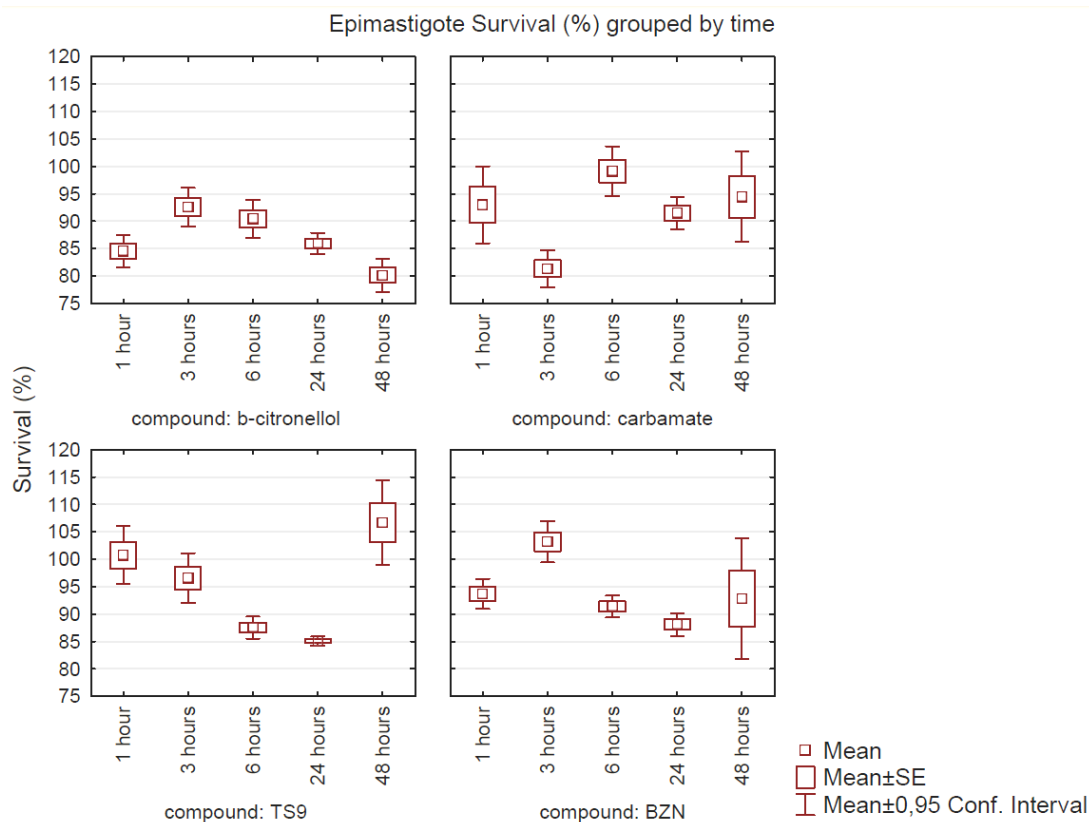 Epimastigote Survival (%) grouped by time
Survival (%)
120
115
110
105
100
95
90
85
80
75
1 hour
3 hours
6 hours
24 hours
48 hours
compound: b-citronellol
1 hour
3 hours
6 hours
24 hours
48 hours
compound: carbamate
120
115
110
105
100
95
90
85
80
75
1 hour
3 hours
6 hours
24 hours
48 hours
compound: TS9
1 hour
3 hours
6 hours
24 hours
48 hours
compound: BZN
Mean
Mean±SE
Mean±0,95 Conf. Interval